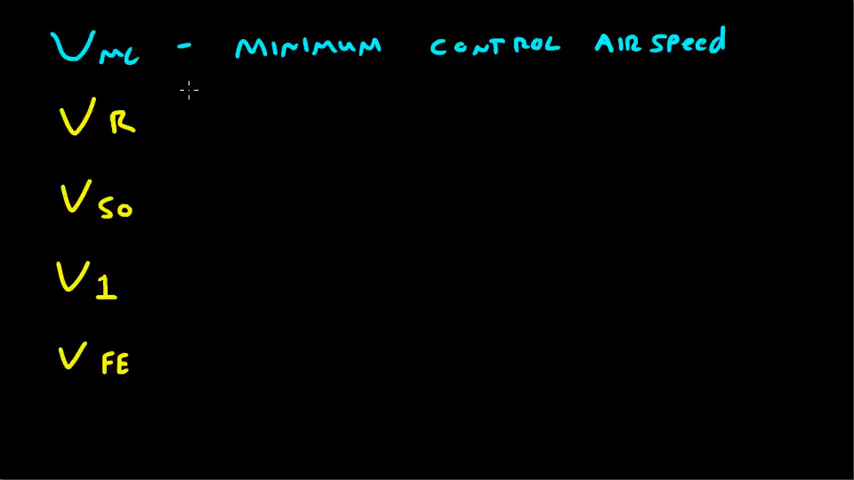 VMC - MINIMUM CONTROL AIRSPeed
VR
VSO
V1
VFE